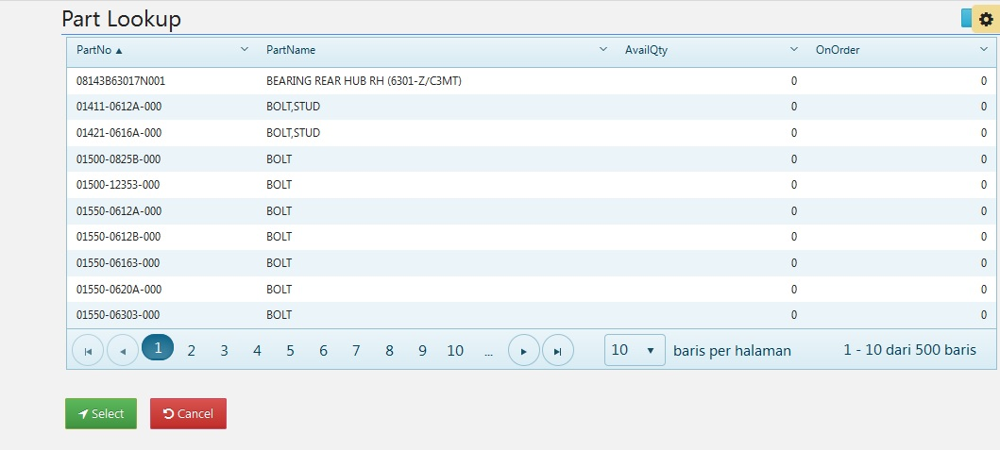 Part Lookup
PartNo PartName AvailQty OnOrder
08143B63017N001 BEARING REAR HUB RH (6301-Z/C3MT) 0 0
01411-0612A-000 BOLT,STUD 0 0
01421-0616A-000 BOLT,STUD 0 0
01500-0825B-000 BOLT 0 0
01500-12353-000 BOLT 0 0
01550-0612A-000 BOLT 0 0
01550-0612B-000 BOLT 0 0
01550-06163-000 BOLT 0 0
01550-0620A-000 BOLT 0 0
01550-06303-000 BOLT 0 0
1 2 3 4 5 6 7 8 9 10 ... 10 baris per halaman 1 - 10 dari 500 baris
Select Cancel